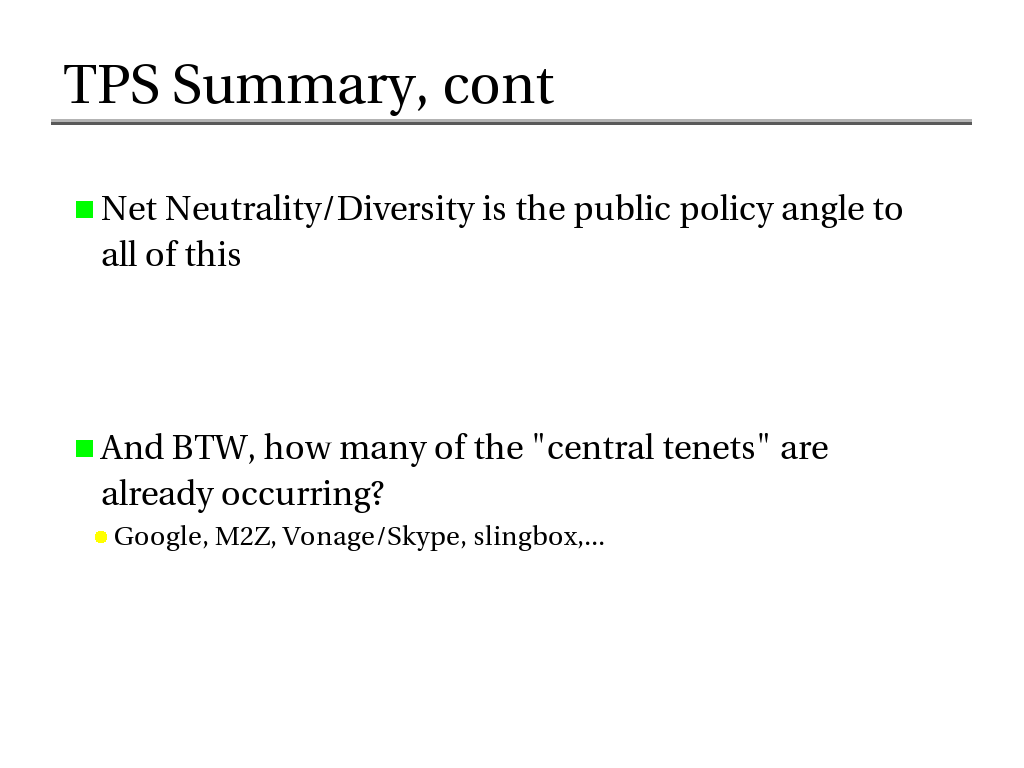 TPS Summary, cont
Net Neutrality/Diversity is the public policy angle to
all of this
And BTW, how many of the "central tenets" are
already occurring?
Google, M2Z, Vonage/Skype, slingbox,...